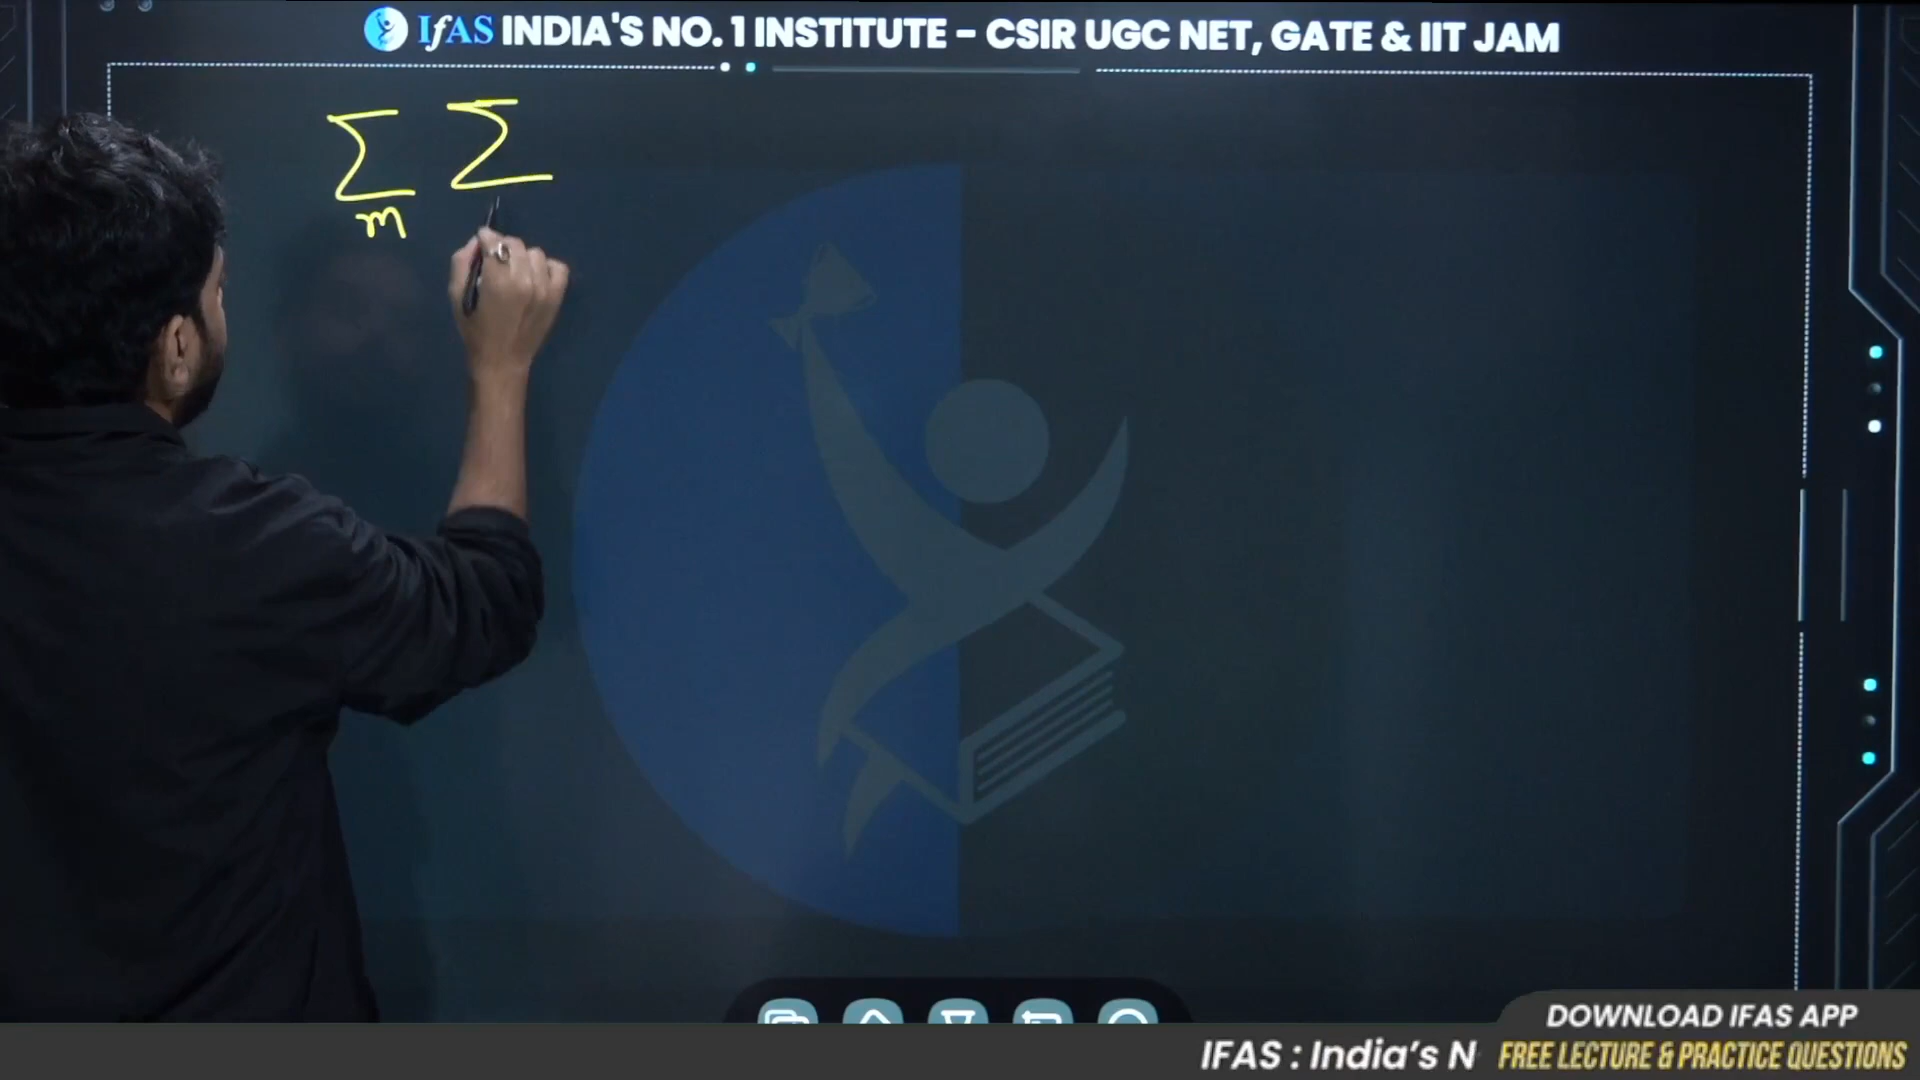 IfAS INDIA'S NO. 1 INSTITUTE - CSIR UGC NET, GATE & IIT JAM
∑ ∑
m
DOWNLOAD IFAS APP
IFAS : India's N FREE LECTURE & PRACTICE QUESTIONS